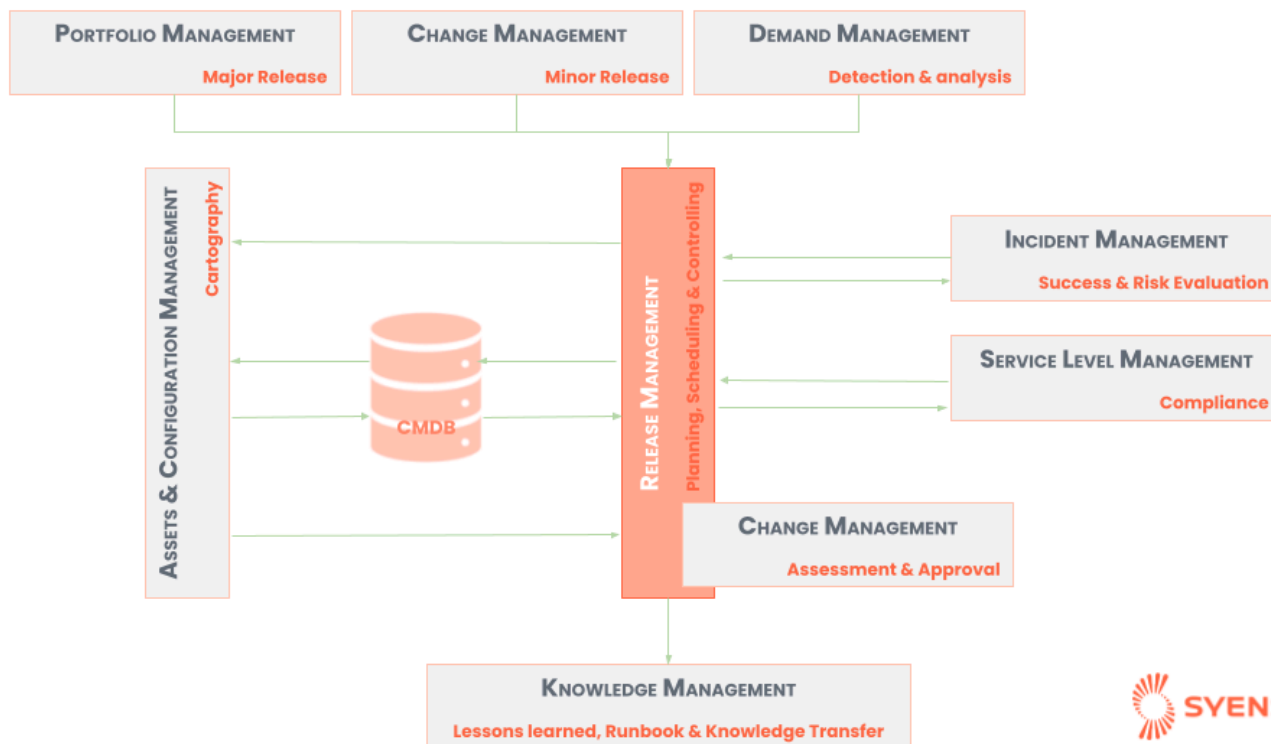 Portfolio Management
Major Release
Change Management
Minor Release
Demand Management
Detection & analysis
Assets & Configuration Management
Cartography
CMDB
Release Management
Planning, Scheduling & Controlling
Incident Management
Success & Risk Evaluation
Service Level Management
Compliance
Change Management
Assessment & Approval
Knowledge Management
Lessons learned, Runbook & Knowledge Transfer
SYEN